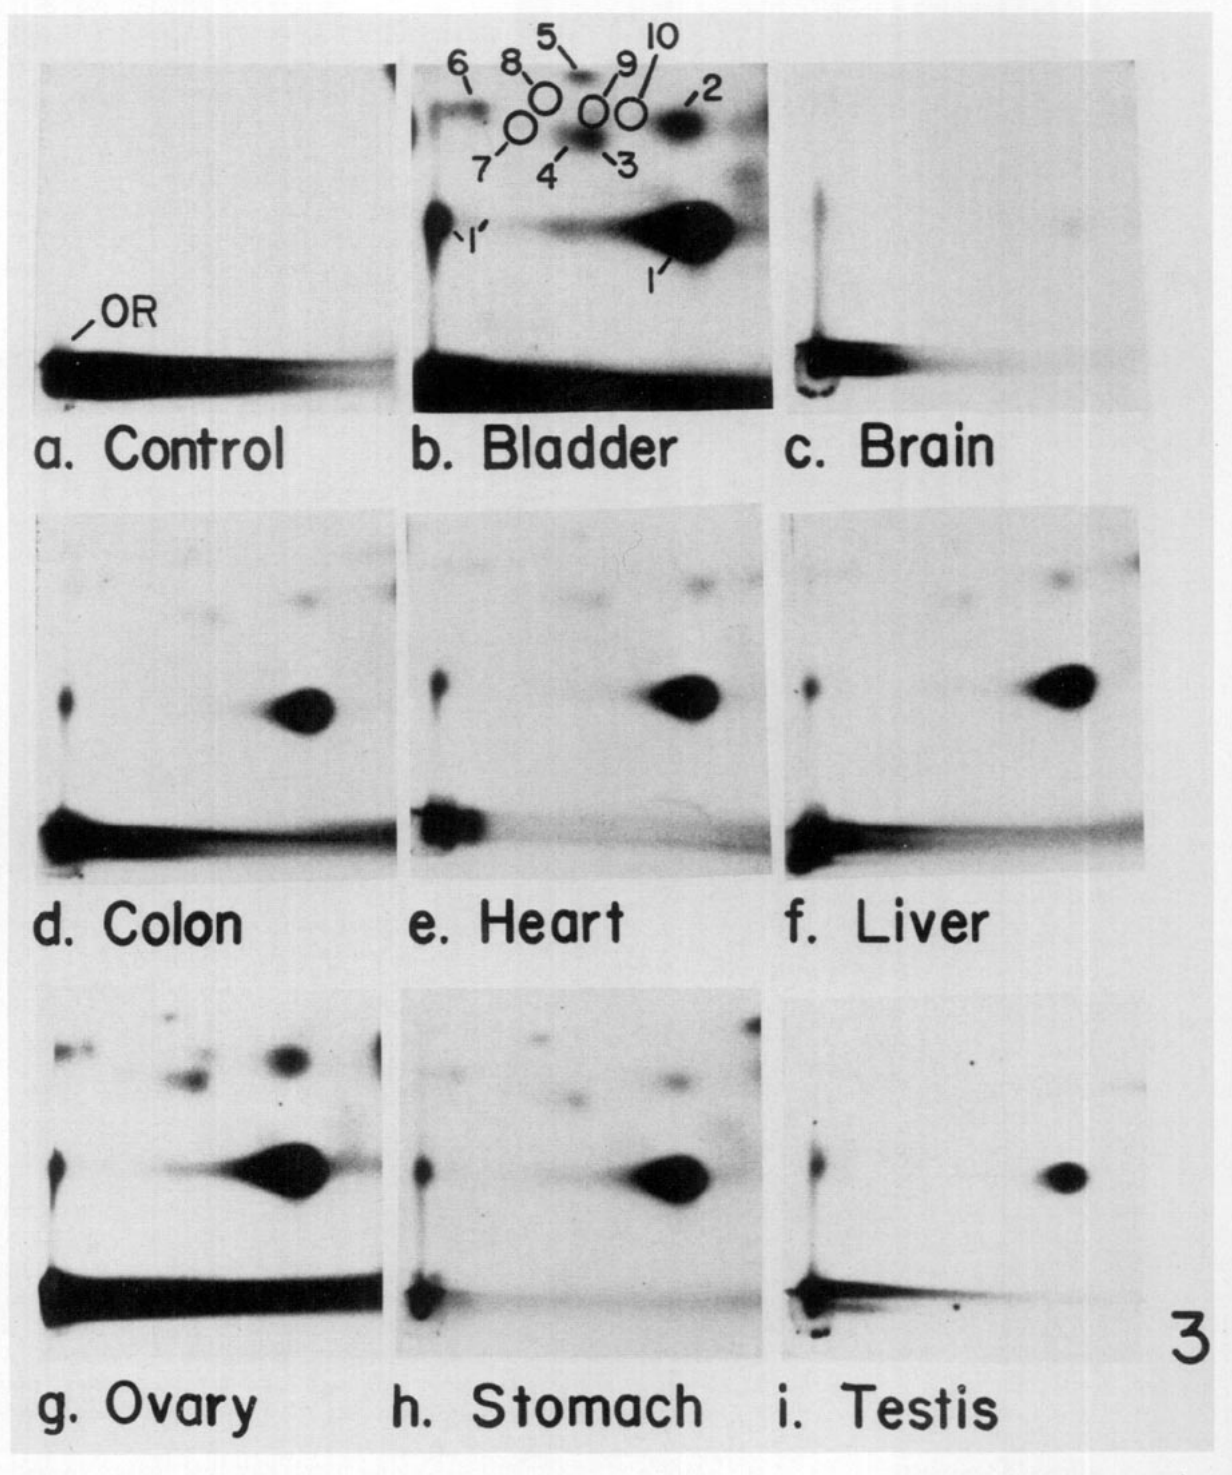 5 10
6 8 9
2
7 4 3
1'
1
OR
a. Control b. Bladder c. Brain
d. Colon e. Heart f. Liver
3
g. Ovary h. Stomach i. Testis